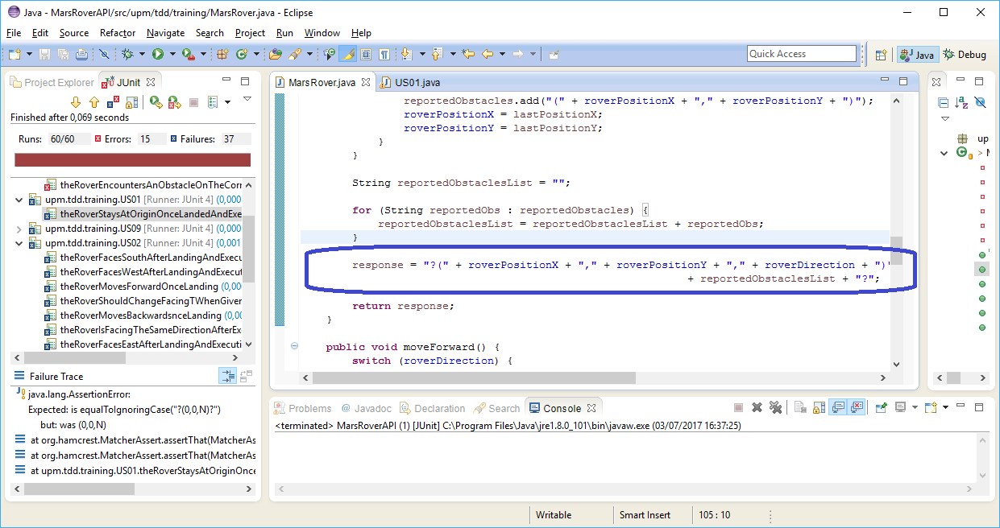 Java - MarsRoverAPI/src/upm/tdd/training/MarsRover.java - Eclipse
File Edit Source Refactor Navigate Search Project Run Window Help
Quick Access
Java
Debug
Project Explorer
JUnit
Finished after 0,069 seconds
Runs: 60/60 Errors: 15 Failures: 37
theRoverEncountersAnObstacleOnTheCorr
upm.tdd.training.US01 [Runner: JUnit 4] (0,000
theRoverStaysAtOriginOnceLandedAndExe
upm.tdd.training.US09 [Runner: JUnit 4] (0,000
upm.tdd.training.US02 [Runner: JUnit 4] (0,001
theRoverFacesSouthAfterLandingAndExecu
theRoverFacesWestAfterLandingAndExecut
theRoverMovesForwardOnceLanding (0,00
theRoverShouldChangeFacingTWhenGiver
theRoverMovesBackwardsnceLanding (0,0
theRoverIsFacingTheSameDirectionAfterEx
theRoverFacesEastAfterLandingAndExecuti
Failure Trace
java.lang.AssertionError:
Expected: is equalToIgnoringCase("?(0,0,N)?")
but: was (0,0,N)
at org.hamcrest.MatcherAssert.assertThat(MatcherAs
at org.hamcrest.MatcherAssert.assertThat(MatcherAs
at upm.tdd.training.US01.theRoverStaysAtOriginOnce
MarsRover.java
US01.java
reportedObstacles.add("(" + roverPositionX + "," + roverPositionY + ")");
roverPositionX = lastPositionX;
roverPositionY = lastPositionY;
}
}
String reportedObstaclesList = "";
for (String reportedObs : reportedObstacles) {
reportedObstaclesList = reportedObstaclesList + reportedObs;
}
response = "?(" + roverPositionX + "," + roverPositionY + "," + roverDirection + ")"
+ reportedObstaclesList + "?";
return response;
}
public void moveForward() {
switch (roverDirection) {
up
> M
Problems
@ Javadoc
Declaration
Search
Console
<terminated> MarsRoverAPI (1) [JUnit] C:\Program Files\Java\jre1.8.0_101\bin\javaw.exe (03/07/2017 16:37:25)
Writable
Smart Insert
105 : 10